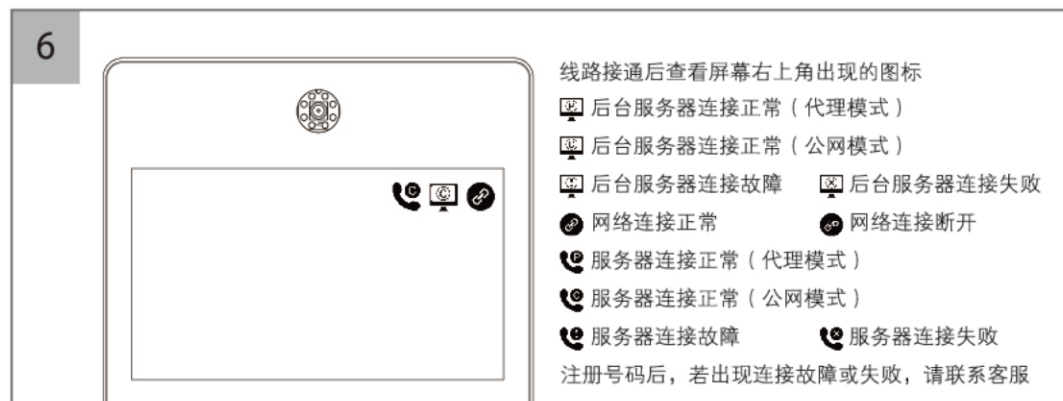 6
线路接通后查看屏幕右上角出现的图标
后台服务器连接正常（代理模式）
后台服务器连接正常（公网模式）
后台服务器连接故障 后台服务器连接失败
网络连接正常 网络连接断开
服务器连接正常（代理模式）
服务器连接正常（公网模式）
服务器连接故障 服务器连接失败
注册号码后，若出现连接故障或失败，请联系客服